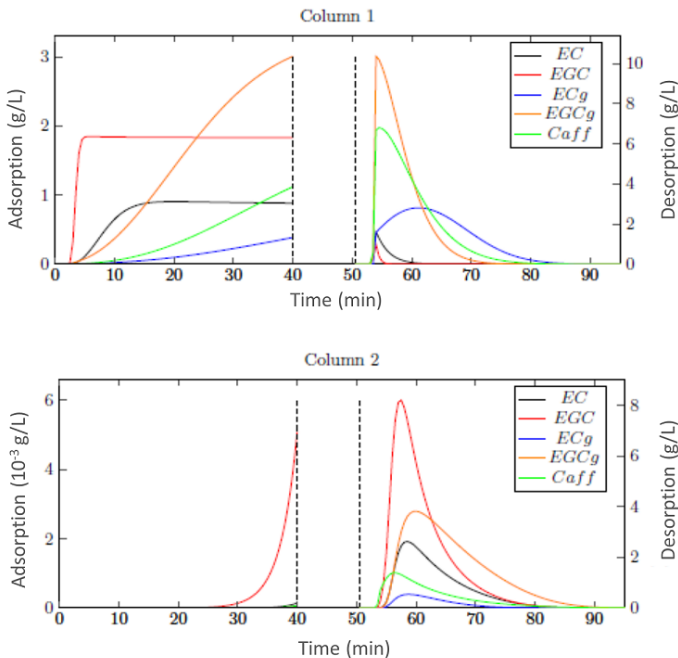 Column 1
Adsorption (g/L)
3
2
1
0
EC
EGC
ECg
EGCg
Caff
10
8
6
4
2
0
Desorption (g/L)
0 10 20 30 40 50 60 70 80 90
Time (min)
Column 2
Adsorption (10-3 g/L)
6
4
2
0
EC
EGC
ECg
EGCg
Caff
8
6
4
2
0
Desorption (g/L)
0 10 20 30 40 50 60 70 80 90
Time (min)